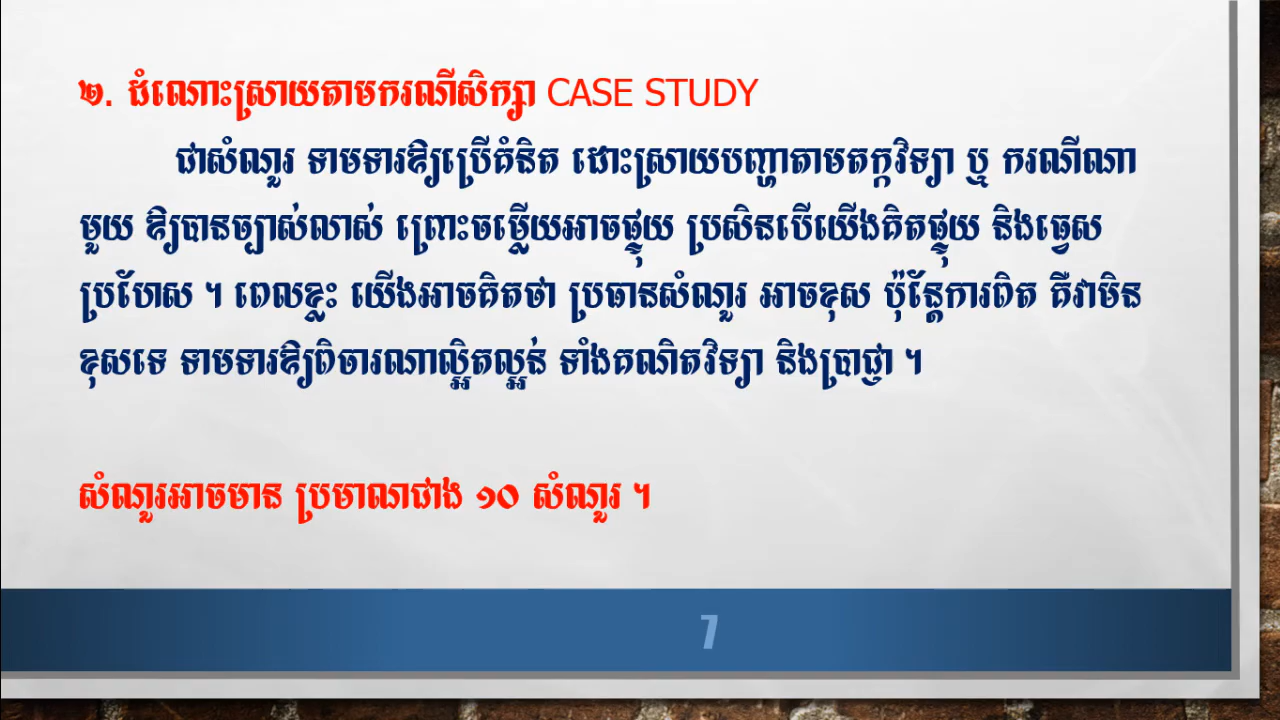 ២. ដំណោះស្រាយតាមករណីសិក្សា CASE STUDY
ជាសំណួរ ទាមទារឱ្យប្រើគំនិត ដោះស្រាយបញ្ហាតាមតក្កវិទ្យា ឬ ករណីណា
មួយ ឱ្យបានច្បាស់លាស់ ព្រោះចម្លើយអាចផ្ទុយ ប្រសិនបើយើងគិតផ្ទុយ និងធ្វេស
ប្រហែស ។ ពេលខ្លះ យើងអាចគិតថា ប្រធានសំណួរ អាចខុស ប៉ុន្តែការពិត គឺវាមិន
ខុសទេ ទាមទារឱ្យពិចារណាល្អិតល្អន់ ទាំងគណិតវិទ្យា និងប្រាជ្ញា ។
សំណួរអាចមាន ប្រមាណជាង ១០ សំណួរ ។
7